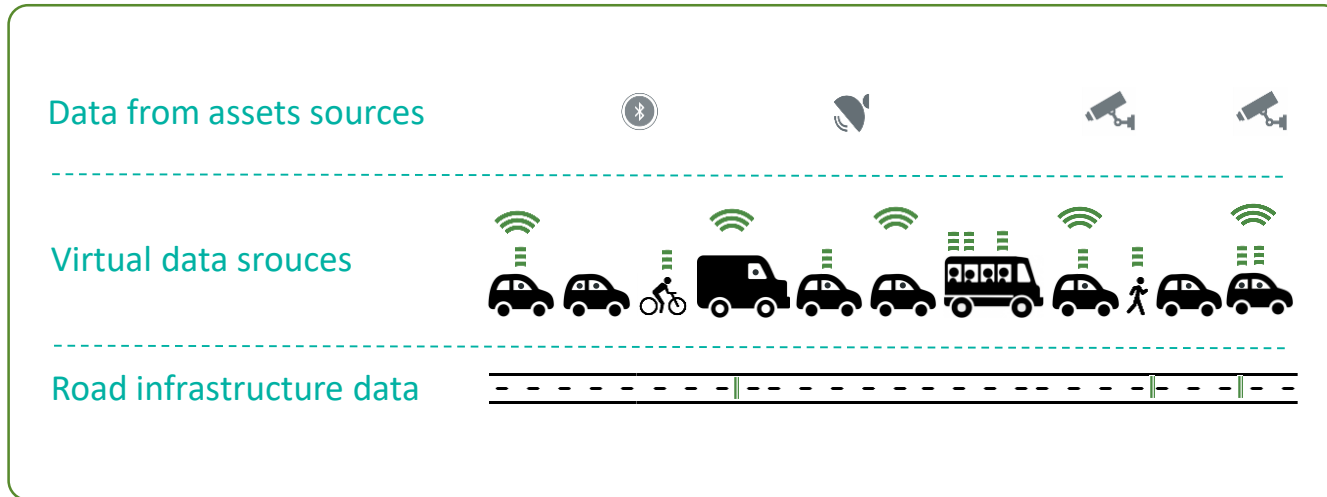 Data from assets sources
Virtual data srouces
Road infrastructure data